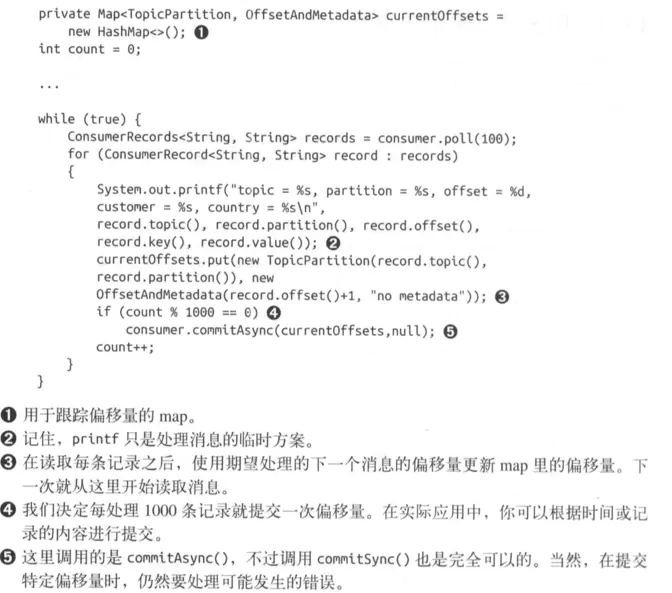 private Map<TopicPartition, OffsetAndMetadata> currentOffsets =
new HashMap<>(); ❶
int count = 0;
...
while (true) {
ConsumerRecords<String, String> records = consumer.poll(100);
for (ConsumerRecord<String, String> record : records)
{
System.out.printf("topic = %s, partition = %s, offset = %d,
customer = %s, country = %s\n",
record.topic(), record.partition(), record.offset(),
record.key(), record.value()); ❷
currentOffsets.put(new TopicPartition(record.topic(),
record.partition()), new
OffsetAndMetadata(record.offset()+1, "no metadata")); ❸
if (count % 1000 == 0) ❹
consumer.commitAsync(currentOffsets,null); ❺
count++;
}
}
❶ 用于跟踪偏移量的 map。
❷ 记住，printf 只是处理消息的临时方案。
❸ 在读取每条记录之后，使用期望处理的下一个消息的偏移量更新 map 里的偏移量。下
一次就从这里开始读取消息。
❹ 我们决定每处理 1000 条记录就提交一次偏移量。在实际应用中，你可以根据时间或记
录的内容进行提交。
❺ 这里调用的是 commitAsync()，不过调用 commitSync() 也是完全可以的。当然，在提交
特定偏移量时，仍然要处理可能发生的错误。